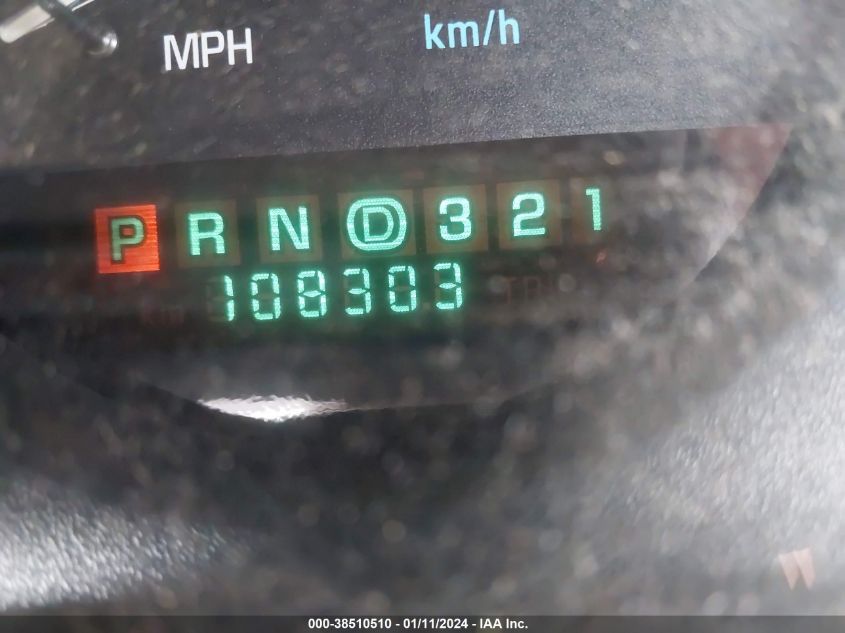 MPH km/h
P R N D 3 2 1
108303
000-38510510 - 01/11/2024 - IAA Inc.